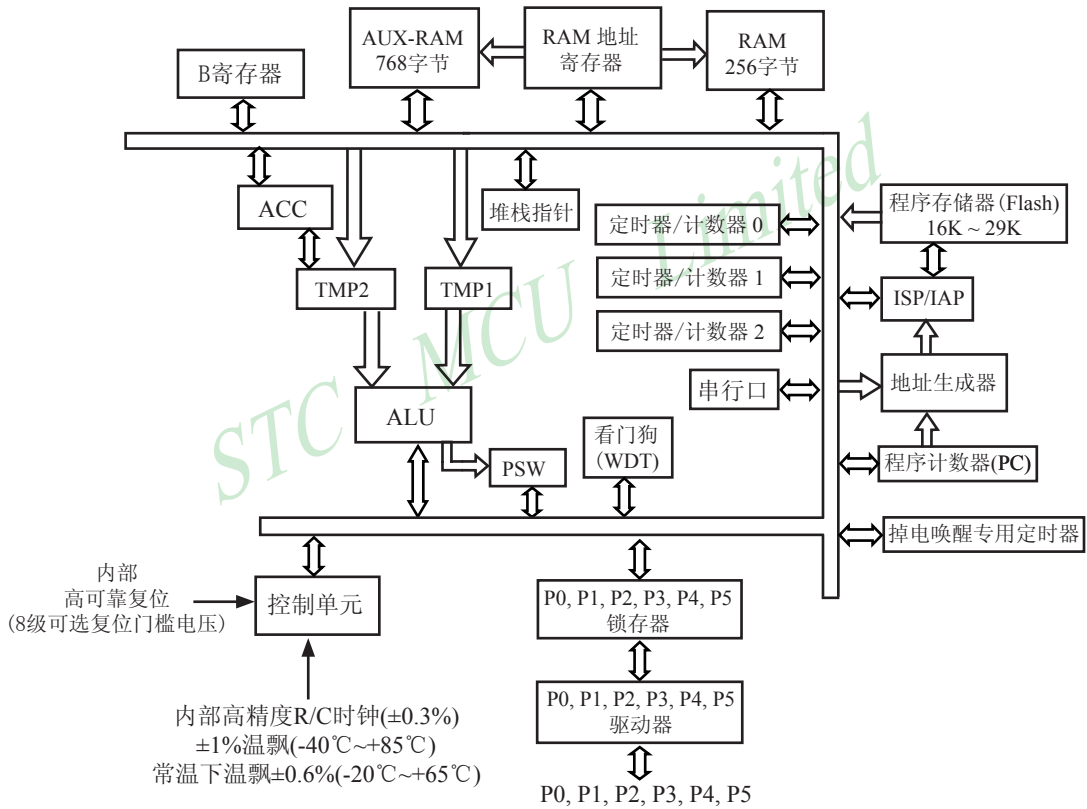 AUX-RAM
768字节
RAM 地址
寄存器
RAM
256字节
B寄存器
ACC
堆栈指针
定时器/计数器 0
程序存储器(Flash)
16K ~ 29K
TMP2
TMP1
定时器/计数器 1
ISP/IAP
定时器/计数器 2
串行口
地址生成器
ALU
看门狗
(WDT)
PSW
程序计数器(PC)
掉电唤醒专用定时器
内部
高可靠复位
(8级可选复位门槛电压)
控制单元
P0, P1, P2, P3, P4, P5
锁存器
内部高精度R/C时钟(±0.3%)
±1%温飘(-40℃~+85℃)
常温下温飘±0.6%(-20℃~+65℃)
P0, P1, P2, P3, P4, P5
驱动器
P0, P1, P2, P3, P4, P5
STC MCU Limited